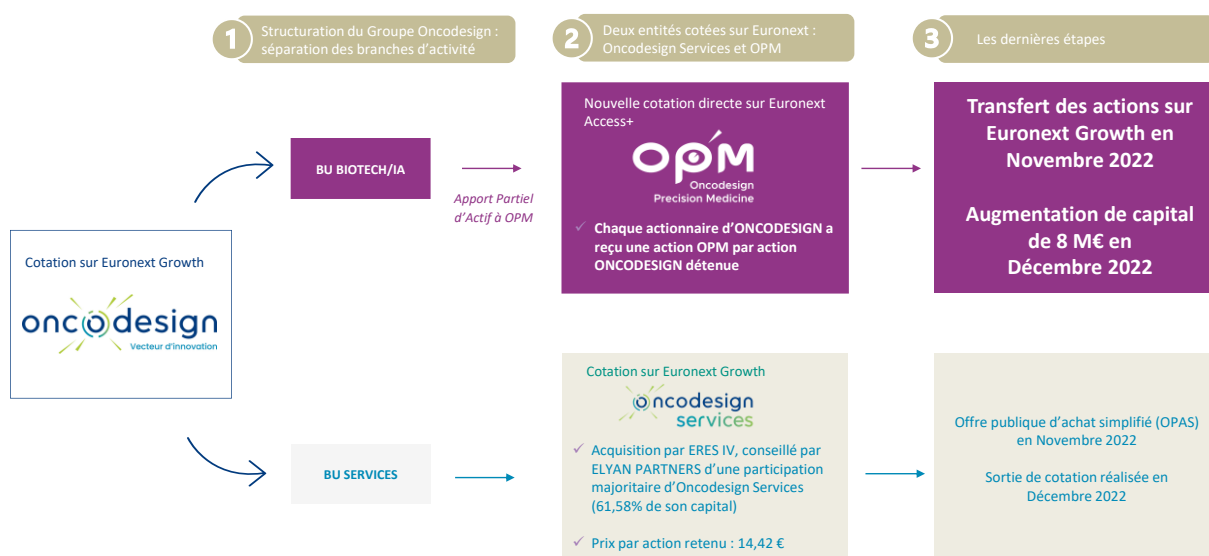 1
Structuration du Groupe Oncodesign :
séparation des branches d'activité
2
Deux entités cotées sur Euronext :
Oncodesign Services et OPM
3
Les dernières étapes
Cotation sur Euronext Growth
oncodesign
Vecteur d'innovation
BU BIOTECH/IA
Apport Partiel
d'Actif à OPM
Nouvelle cotation directe sur Euronext
Access+
OPM
Oncodesign
Precision Medicine
✓ Chaque actionnaire d'ONCODESIGN a
reçu une action OPM par action
ONCODESIGN détenue
Transfert des actions sur
Euronext Growth en
Novembre 2022
Augmentation de capital
de 8 M€ en
Décembre 2022
BU SERVICES
Cotation sur Euronext Growth
oncodesign
services
✓ Acquisition par ERES IV, conseillé par
ELYAN PARTNERS d'une participation
majoritaire d'Oncodesign Services
(61,58% de son capital)
✓ Prix par action retenu : 14,42 €
Offre publique d'achat simplifié (OPAS)
en Novembre 2022
Sortie de cotation réalisée en
Décembre 2022